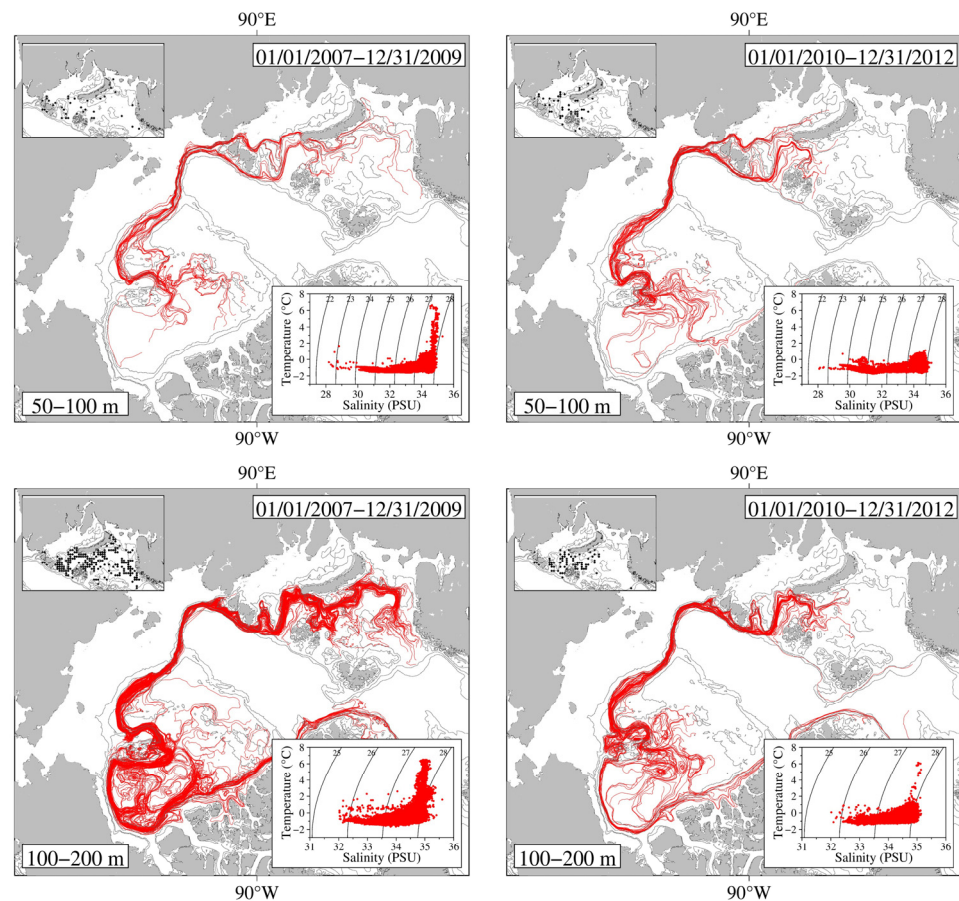 90°E 90°E
01/01/2007−12/31/2009
01/01/2010−12/31/2012
22 23 24 25 26 27 28
8
6
4
2
0
−2
Temperature (°C)
28 30 32 34 36
Salinity (PSU)
50−100 m
22 23 24 25 26 27 28
8
6
4
2
0
−2
Temperature (°C)
28 30 32 34 36
Salinity (PSU)
50−100 m
90°W 90°W
90°E 90°E
01/01/2007−12/31/2009
01/01/2010−12/31/2012
25 26 27 28
8
6
4
2
0
−2
Temperature (°C)
31 32 33 34 35 36
Salinity (PSU)
100−200 m
25 26 27 28
8
6
4
2
0
−2
Temperature (°C)
31 32 33 34 35 36
Salinity (PSU)
100−200 m
90°W 90°W